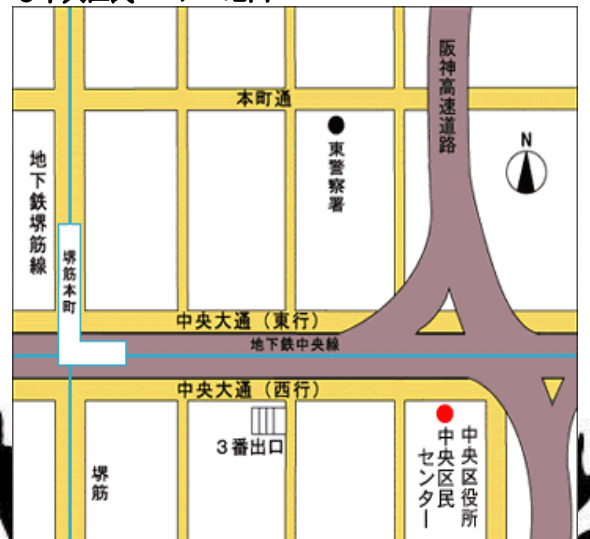 阪神高速道路
本町通
N
東警察署
地下鉄堺筋線
堺筋本町
中央大通（東行）
地下鉄中央線
中央大通（西行）
3番出口
中央区役所
中央区民
センター
堺筋